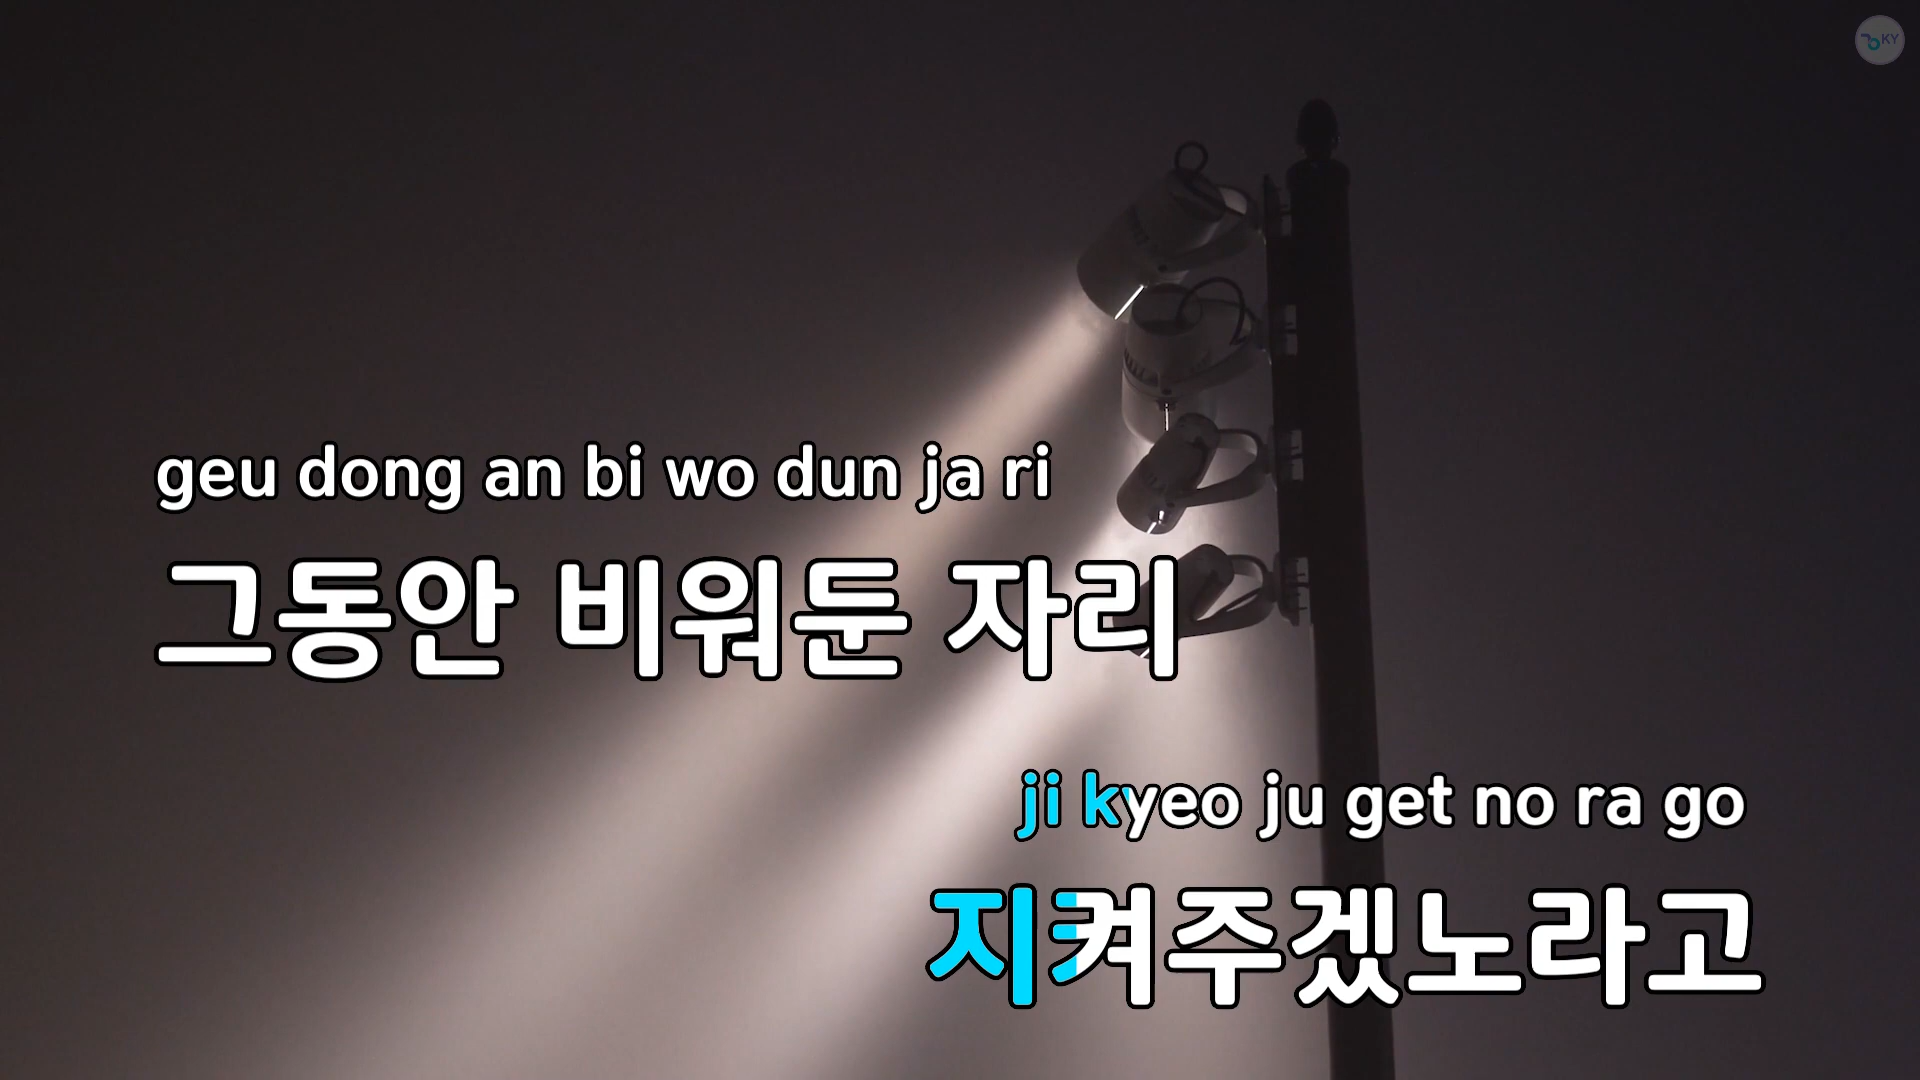 KY
geu dong an bi wo dun ja ri
그동안 비워둔 자리
ji kyeo ju get no ra go
지켜주겠노라고